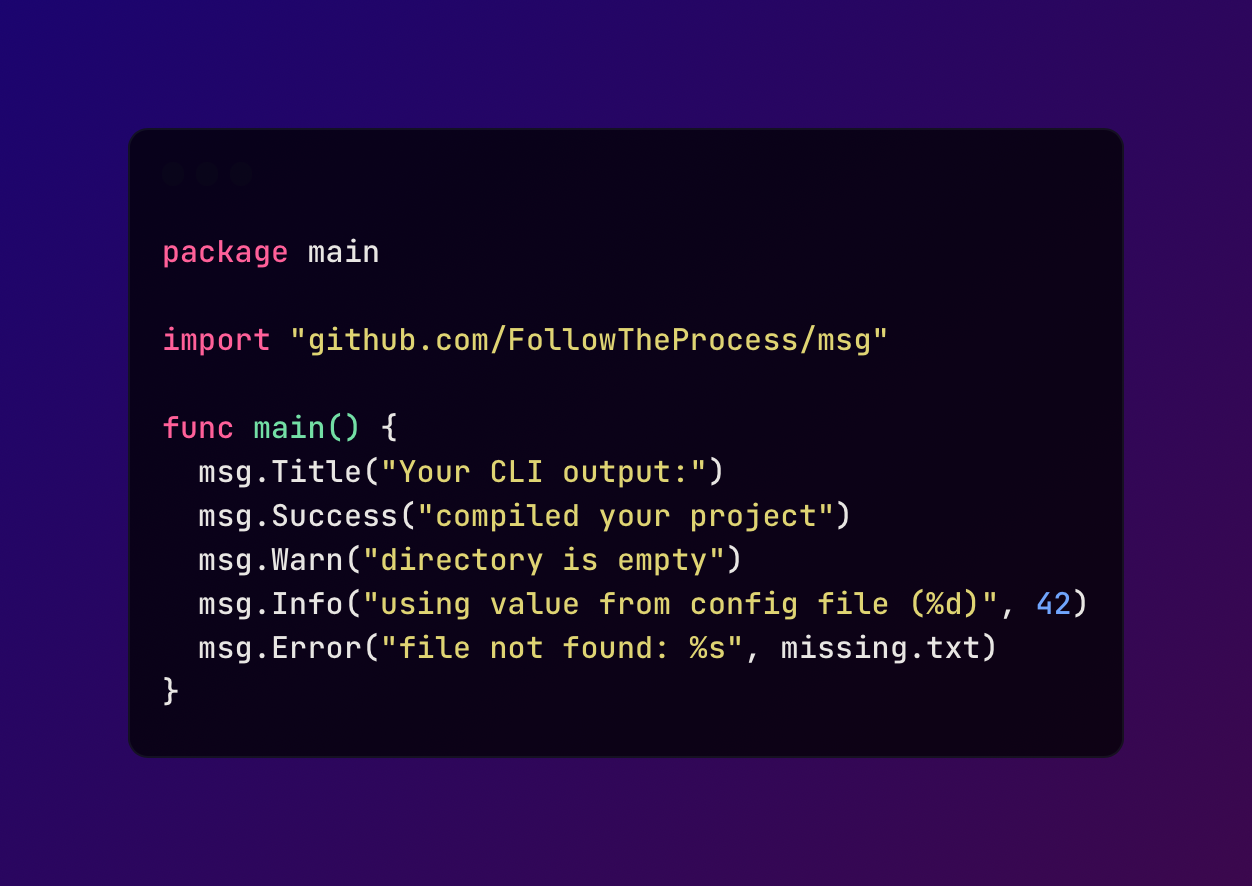 package main
import "github.com/FollowTheProcess/msg"
func main() {
msg.Title("Your CLI output:")
msg.Success("compiled your project")
msg.Warn("directory is empty")
msg.Info("using value from config file (%d)", 42)
msg.Error("file not found: %s", missing.txt)
}